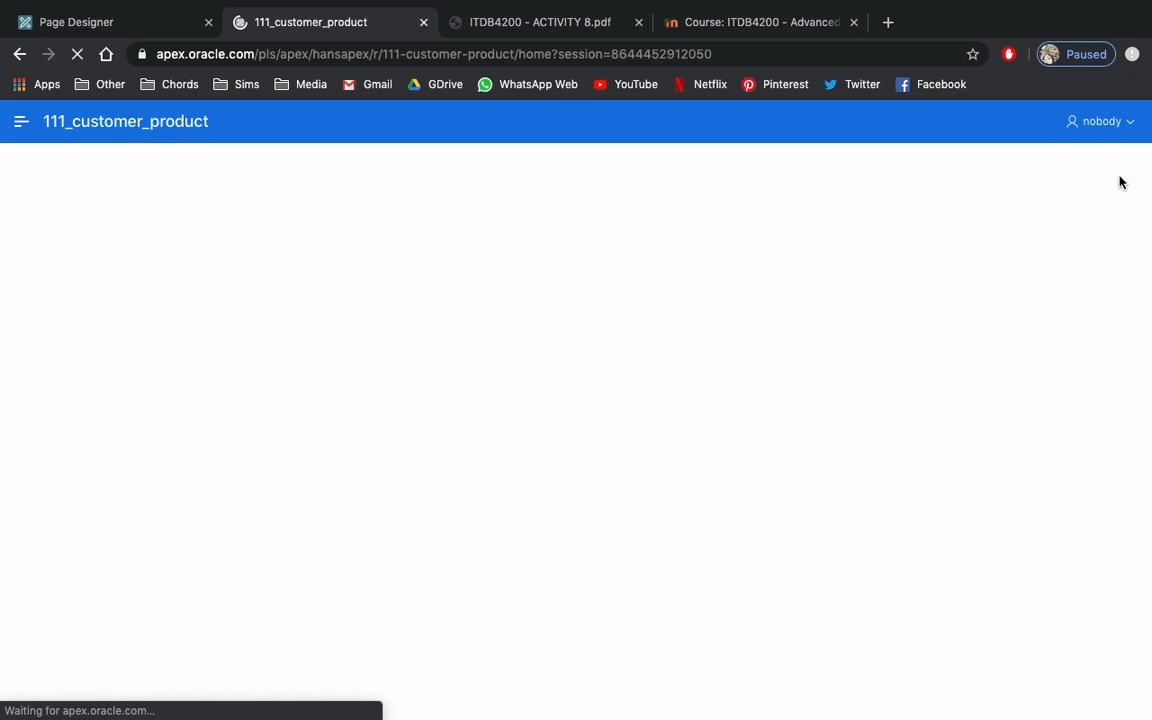 Page Designer
111_customer_product
ITDB4200 - ACTIVITY 8.pdf
Course: ITDB4200 - Advanced
apex.oracle.com/pls/apex/hansapex/r/111-customer-product/home?session=8644452912050
Paused
Apps
Other
Chords
Sims
Media
Gmail
GDrive
WhatsApp Web
YouTube
Netflix
Pinterest
Twitter
Facebook
111_customer_product
nobody
Waiting for apex.oracle.com...